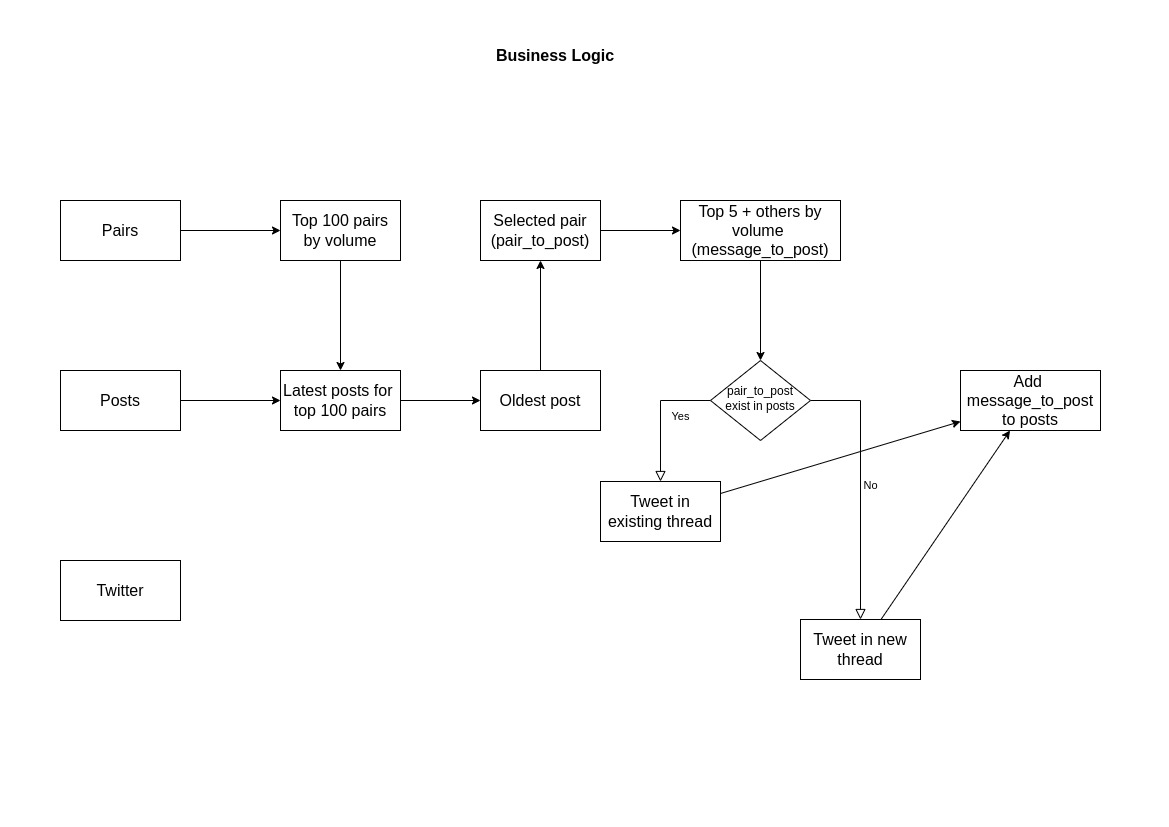 Business Logic
Pairs
Top 100 pairs
by volume
Selected pair
(pair_to_post)
Top 5 + others by
volume
(message_to_post)
Posts
Latest posts for
top 100 pairs
Oldest post
pair_to_post
exist in posts
Add
message_to_post
to posts
Yes
No
Tweet in
existing thread
Twitter
Tweet in new
thread